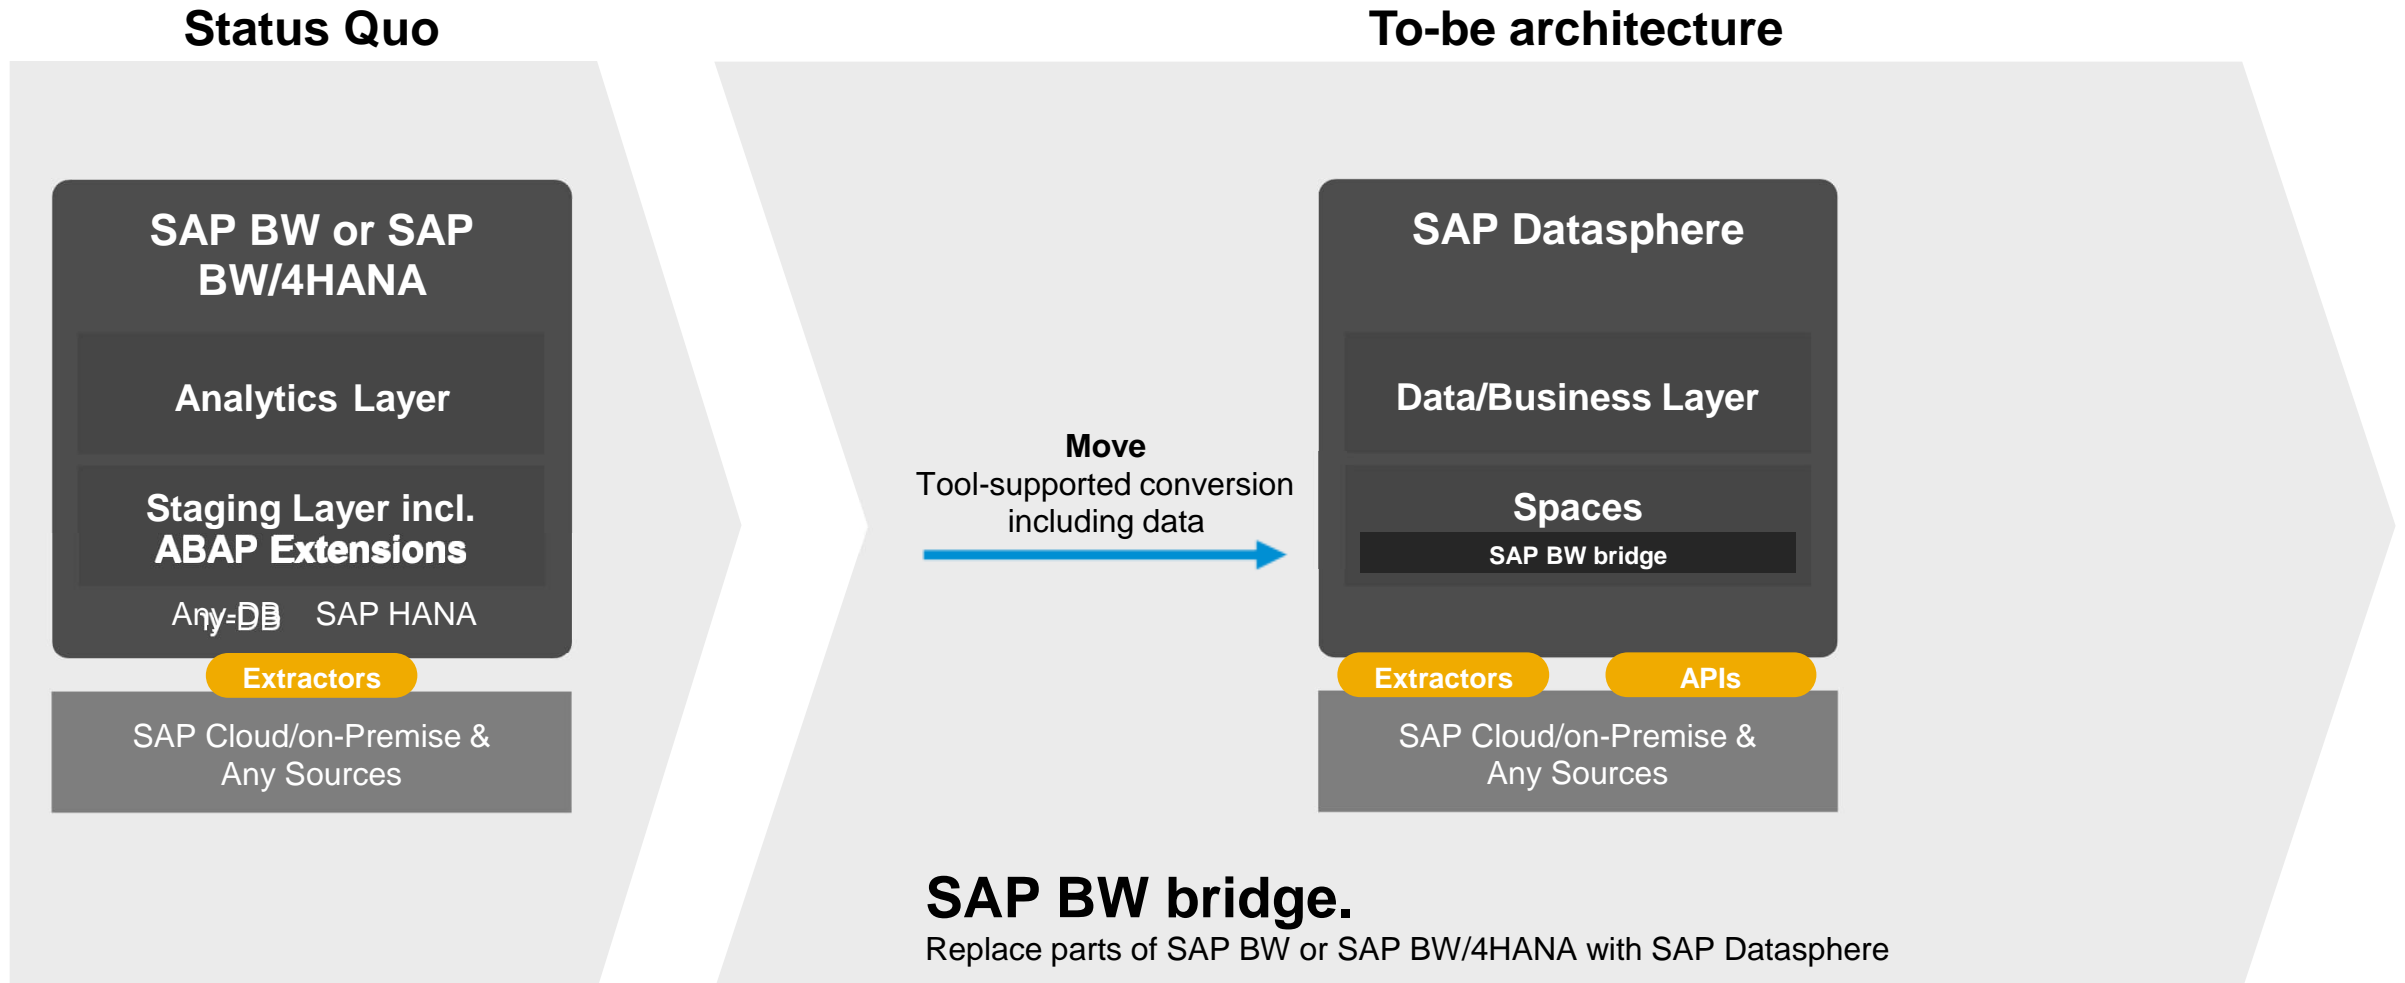 Status Quo
To-be architecture
SAP BW or SAP
BW/4HANA
Analytics Layer
Staging Layer incl.
ABAP Extensions
Any-DB SAP HANA
Extractors
SAP Cloud/on-Premise &
Any Sources
Move
Tool-supported conversion
including data
SAP Datasphere
Data/Business Layer
Spaces
SAP BW bridge
Extractors APIs
SAP Cloud/on-Premise &
Any Sources
SAP BW bridge.
Replace parts of SAP BW or SAP BW/4HANA with SAP Datasphere